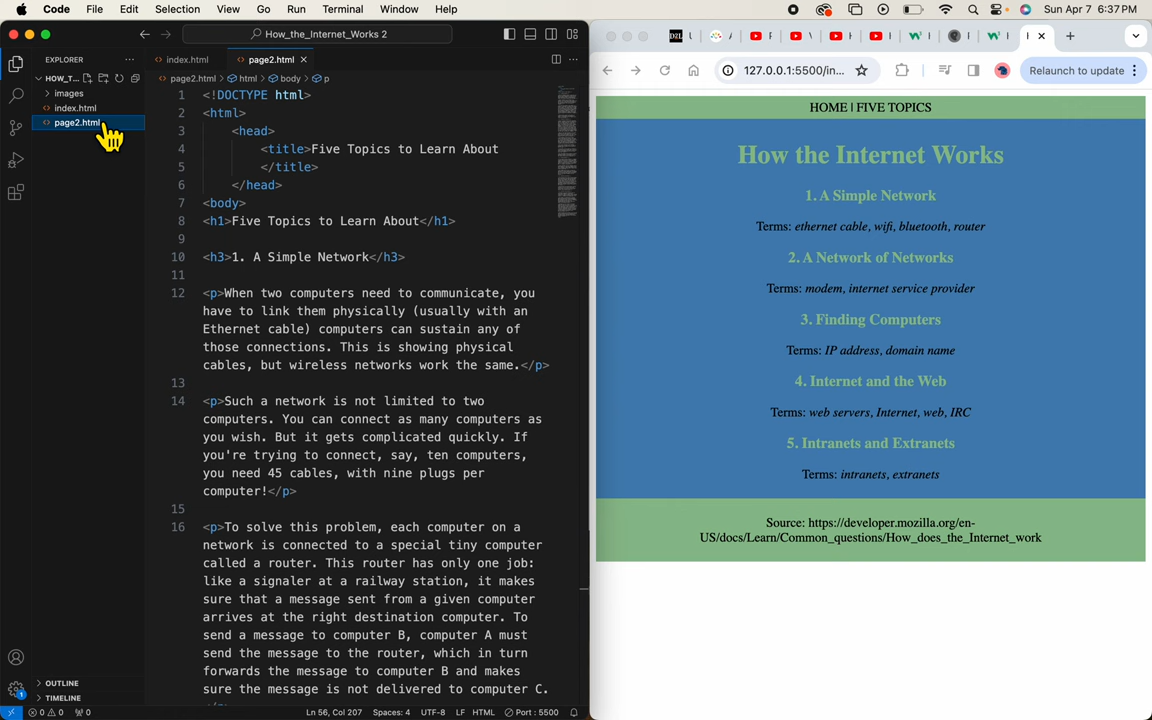 Code File Edit Selection View Go Run Terminal Window Help Sun Apr 7 6:37 PM
How_the_Internet_Works 2
EXPLORER
HOW_T...
images
index.html
page2.html
OUTLINE
TIMELINE
index.html page2.html
page2.html > html > body > p
1 <!DOCTYPE html>
2 <html>
3 <head>
4 <title>Five Topics to Learn About
5 </title>
6 </head>
7 <body>
8 <h1>Five Topics to Learn About</h1>
9
10 <h3>1. A Simple Network</h3>
11
12 <p>When two computers need to communicate, you
have to link them physically (usually with an
Ethernet cable) computers can sustain any of
those connections. This is showing physical
cables, but wireless networks work the same.</p>
13
14 <p>Such a network is not limited to two
computers. You can connect as many computers as
you wish. But it gets complicated quickly. If
you're trying to connect, say, ten computers,
you need 45 cables, with nine plugs per
computer!</p>
15
16 <p>To solve this problem, each computer on a
network is connected to a special tiny computer
called a router. This router has only one job:
like a signaler at a railway station, it makes
sure that a message sent from a given computer
arrives at the right destination computer. To
send a message to computer B, computer A must
send the message to the router, which in turn
forwards the message to computer B and makes
sure the message is not delivered to computer C.
0 0 0 Ln 56, Col 207 Spaces: 4 UTF-8 LF HTML Port : 5500
127.0.0.1:5500/in... Relaunch to update
HOME | FIVE TOPICS
How the Internet Works
1. A Simple Network
Terms: ethernet cable, wifi, bluetooth, router
2. A Network of Networks
Terms: modem, internet service provider
3. Finding Computers
Terms: IP address, domain name
4. Internet and the Web
Terms: web servers, Internet, web, IRC
5. Intranets and Extranets
Terms: intranets, extranets
Source: https://developer.mozilla.org/en-
US/docs/Learn/Common_questions/How_does_the_Internet_work